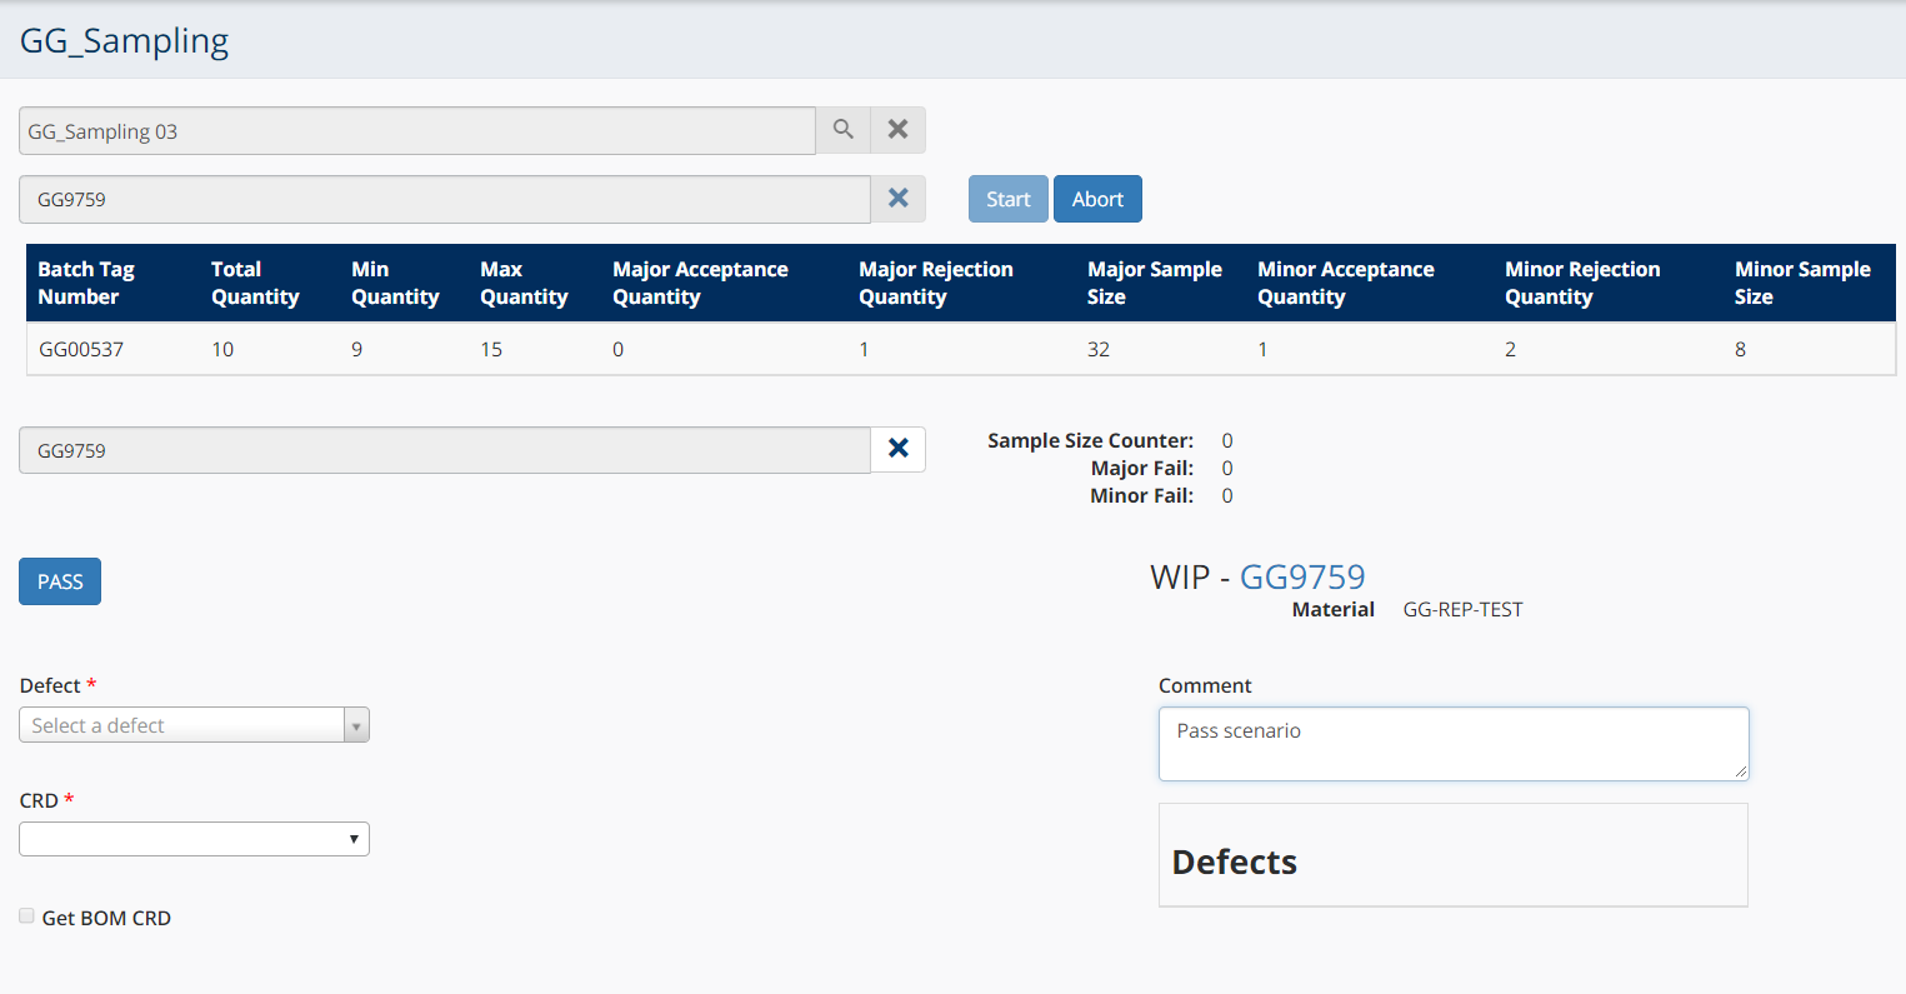 GG_Sampling
GG_Sampling 03
GG9759
Start Abort
Batch Tag Number Total Quantity Min Quantity Max Quantity Major Acceptance Quantity Major Rejection Quantity Major Sample Size Minor Acceptance Quantity Minor Rejection Quantity Minor Sample Size
GG00537 10 9 15 0 1 32 1 2 8
GG9759
Sample Size Counter: 0
Major Fail: 0
Minor Fail: 0
PASS
WIP - GG9759
Material GG-REP-TEST
Defect *
Select a defect
CRD *
Get BOM CRD
Comment
Pass scenario
Defects